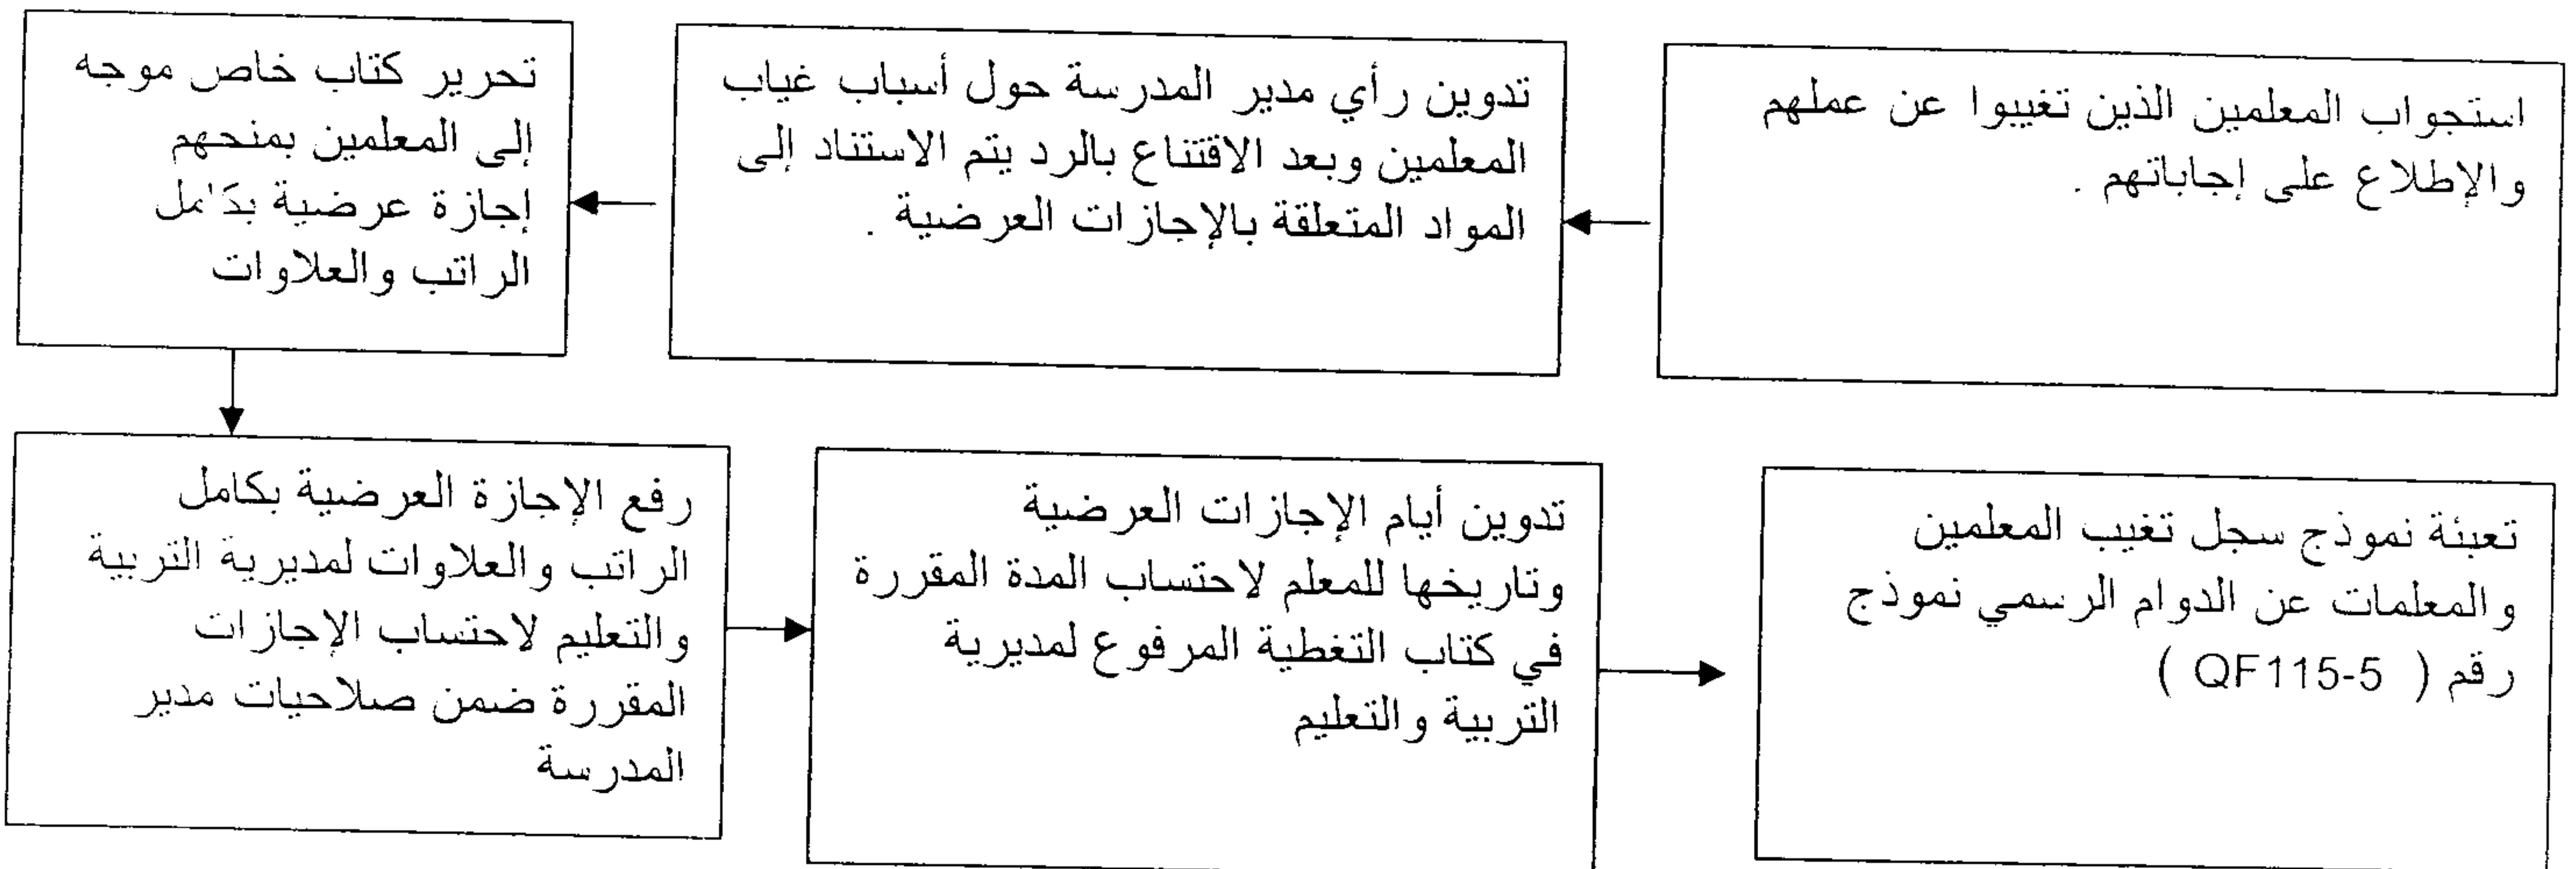 استجواب المعلمين الذين تغيبوا عن عملهم
والإطلاع على إجاباتهم .
تدوين رأي مدير المدرسة حول أسباب غياب
المعلمين وبعد الاقتناع بالرد يتم الاستناد إلى
المواد المتعلقة بالإجازات العرضية .
تحرير كتاب خاص موجه
إلى المعلمين بمنحهم
إجازة عرضية بكامل
الراتب والعلاوات
رفع الإجازة العرضية بكامل
الراتب والعلاوات لمديرية التربية
والتعليم لاحتساب الإجازات
المقررة ضمن صلاحيات مدير
المدرسة
تدوين أيام الإجازات العرضية
وتاريخها للمعلم لاحتساب المدة المقررة
في كتاب التغطية المرفوع لمديرية
التربية والتعليم
تعبئة نموذج سجل تغيب المعلمين
والمعلمات عن الدوام الرسمي نموذج
رقم ( QF115-5 )